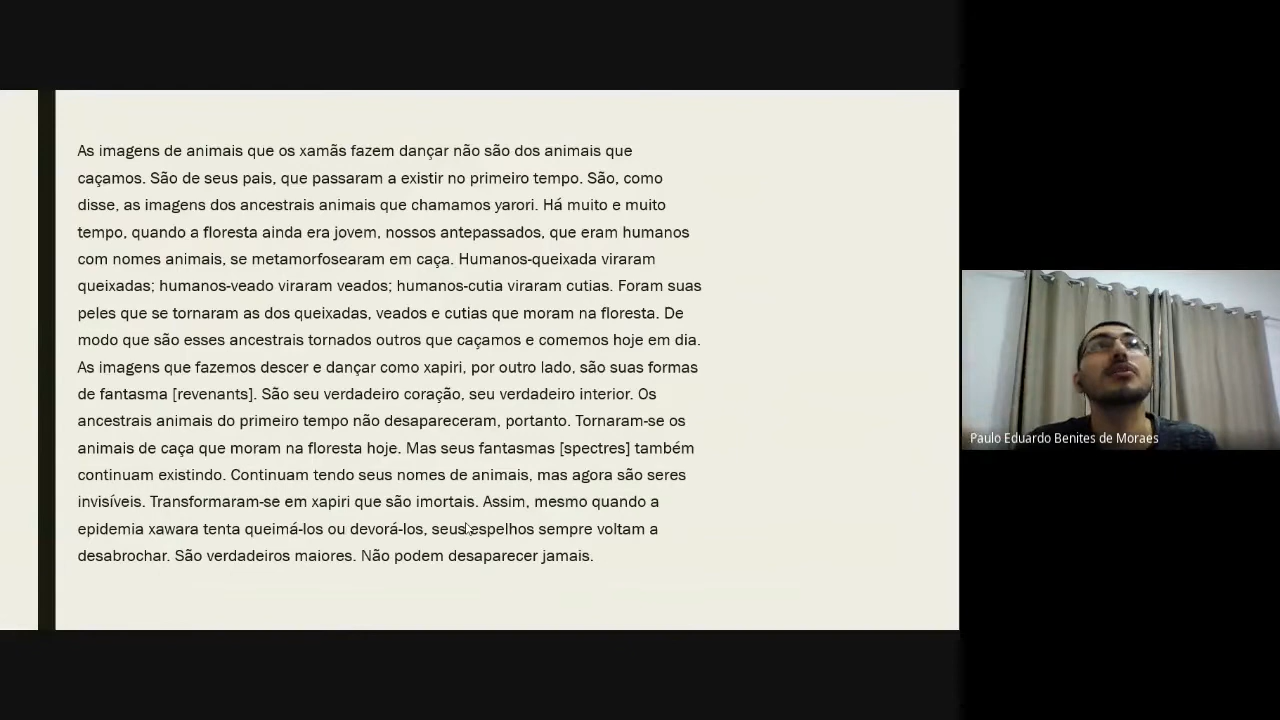 As imagens de animais que os xamãs fazem dançar não são dos animais que
caçamos. São de seus pais, que passaram a existir no primeiro tempo. São, como
disse, as imagens dos ancestrais animais que chamamos yarori. Há muito e muito
tempo, quando a floresta ainda era jovem, nossos antepassados, que eram humanos
com nomes animais, se metamorfosearam em caça. Humanos-queixada viraram
queixadas; humanos-veado viraram veados; humanos-cutia viraram cutias. Foram suas
peles que se tornaram as dos queixadas, veados e cutias que moram na floresta. De
modo que são esses ancestrais tornados outros que caçamos e comemos hoje em dia.
As imagens que fazemos descer e dançar como xapiri, por outro lado, são suas formas
de fantasma [revenants]. São seu verdadeiro coração, seu verdadeiro interior. Os
ancestrais animais do primeiro tempo não desapareceram, portanto. Tornaram-se os
animais de caça que moram na floresta hoje. Mas seus fantasmas [spectres] também
continuam existindo. Continuam tendo seus nomes de animais, mas agora são seres
invisíveis. Transformaram-se em xapiri que são imortais. Assim, mesmo quando a
epidemia xawara tenta queimá-los ou devorá-los, seus espelhos sempre voltam a
desabrochar. São verdadeiros maiores. Não podem desaparecer jamais.
Paulo Eduardo Benites de Moraes